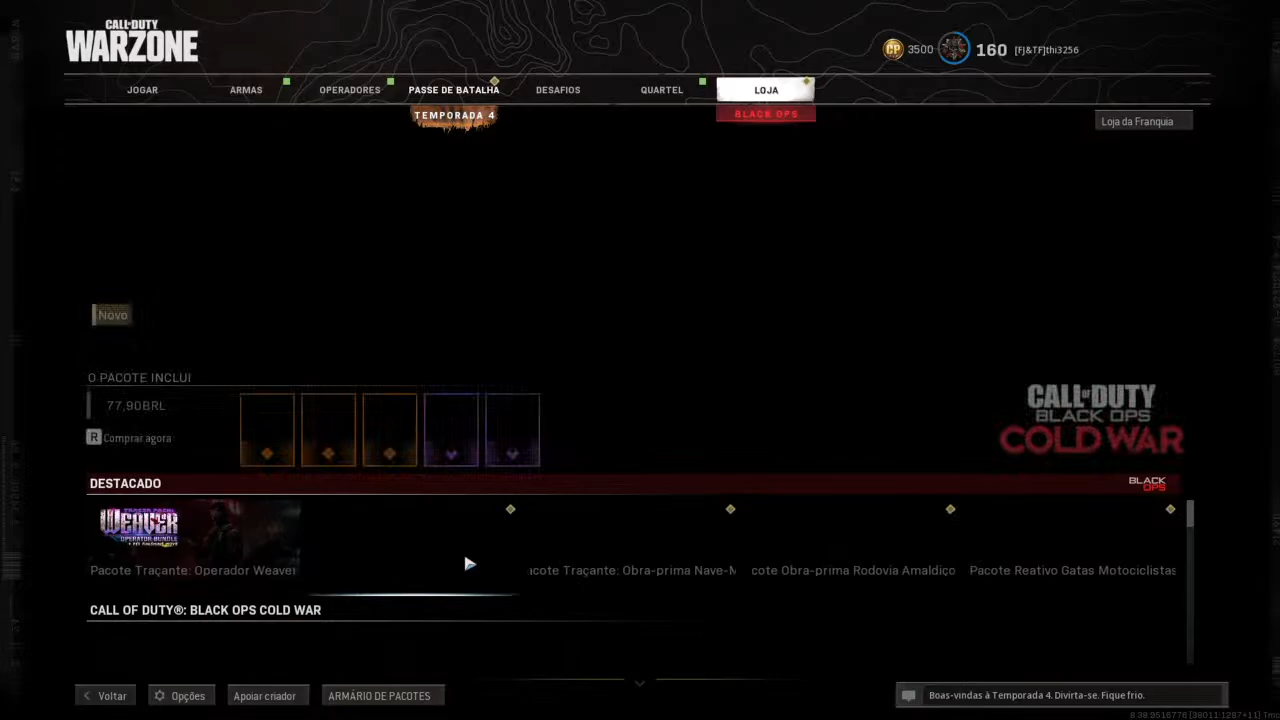 CALL OF DUTY
WARZONE
CP 3500 160 [FJ&TF]thi3256
JOGAR ARMAS OPERADORES PASSE DE BATALHA DESAFIOS QUARTEL LOJA
TEMPORADA 4 BLACK OPS
Loja da Franquia
Novo
O PACOTE INCLUI
77,90BRL
R Comprar agora
CALL OF DUTY
BLACK OPS
COLD WAR
DESTACADO BLACK OPS
WEAVER
OPERATOR BUNDLE
Pacote Traçante: Operador Weaver acote Traçante: Obra-prima Nave-M cote Obra-prima Rodovia Amaldiço Pacote Reativo Gatas Motociclistas
CALL OF DUTY®: BLACK OPS COLD WAR
Voltar Opções Apoiar criador ARMÁRIO DE PACOTES Boas-vindas à Temporada 4. Divirta-se. Fique frio.